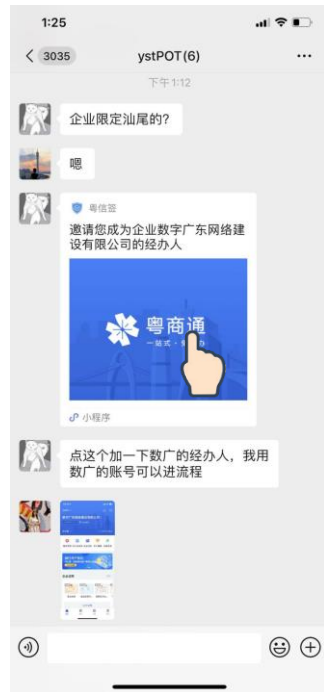 1:25
3035
ystPOT(6)
下午1:12
企业限定汕尾的?
嗯
粤信签
邀请您成为企业数字广东网络建
设有限公司的经办人
粤商通
小程序
点这个加一下数广的经办人,我用
数广的账号可以进流程